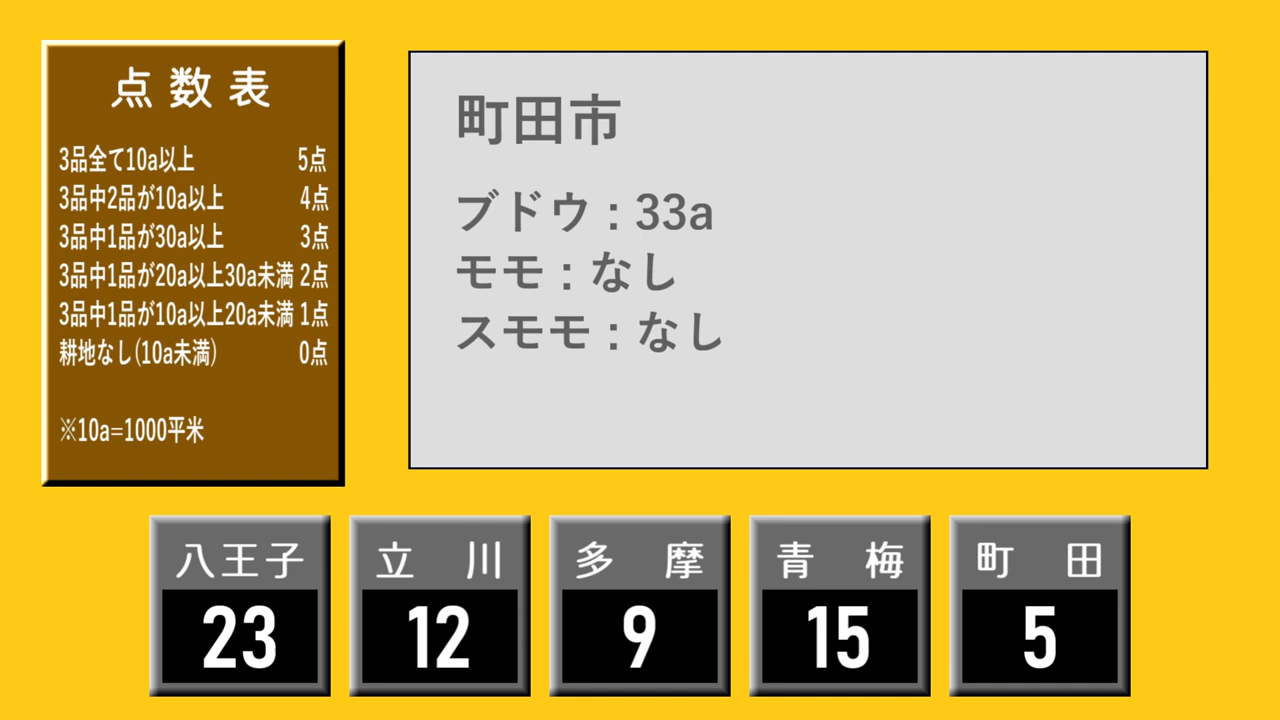 点数表
3品全て10a以上 5点
3品中2品が10a以上 4点
3品中1品が30a以上 3点
3品中1品が20a以上30a未満 2点
3品中1品が10a以上20a未満 1点
耕地なし(10a未満) 0点
※10a=1000平米
町田市
ブドウ:33a
モモ:なし
スモモ:なし
八王子 立川 多摩 青梅 町田
23 12 9 15 5